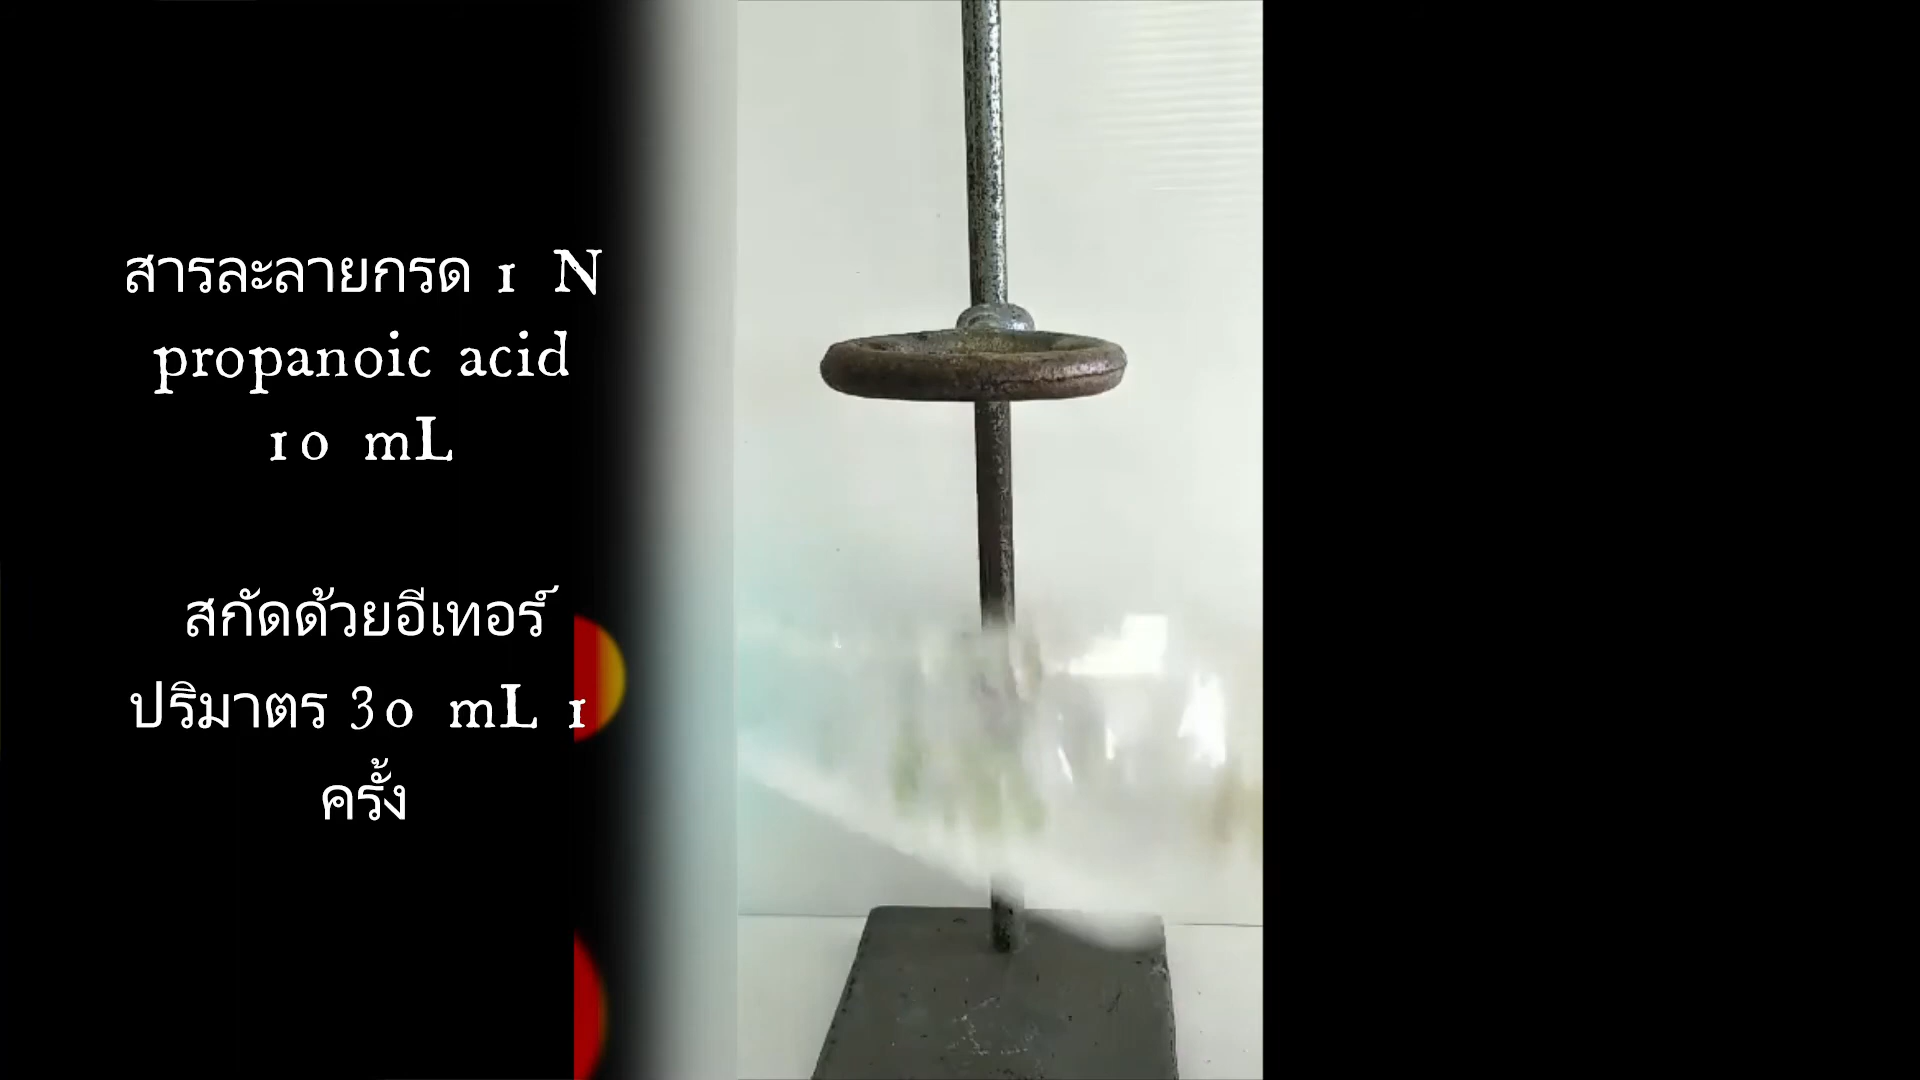 สารละลายกรด 1 N
propanoic acid
10 mL
สกัดด้วยอีเทอร์
ปริมาตร 30 mL 1
ครั้ง